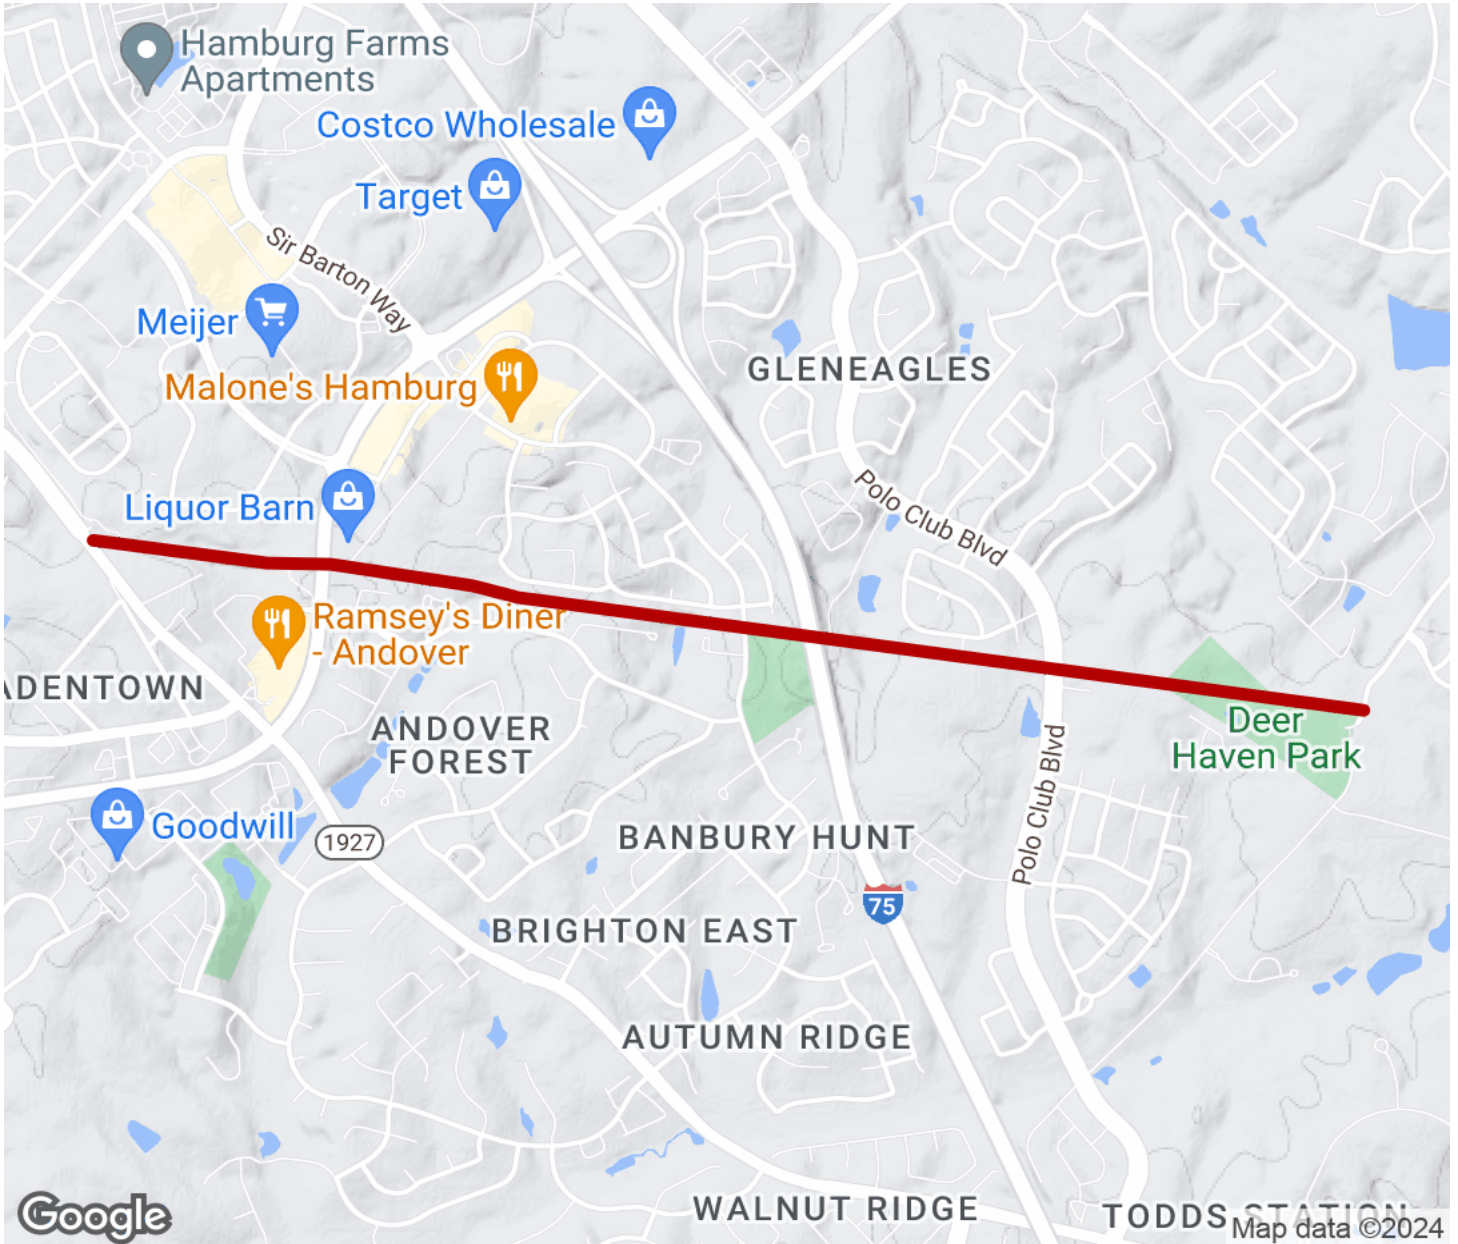 Hamburg Farms
Apartments
Costco Wholesale
Target
Sir Barton Way
Meijer
GLENEAGLES
Malone's Hamburg
Polo Club Blvd
Liquor Barn
Ramsey's Diner
- Andover
ADENTOWN
Deer
Haven Park
ANDOVER
FOREST
Polo Club Blvd
Goodwill
1927
BANBURY HUNT
75
BRIGHTON EAST
AUTUMN RIDGE
WALNUT RIDGE
TODDS STATION
Google
Map data ©2024